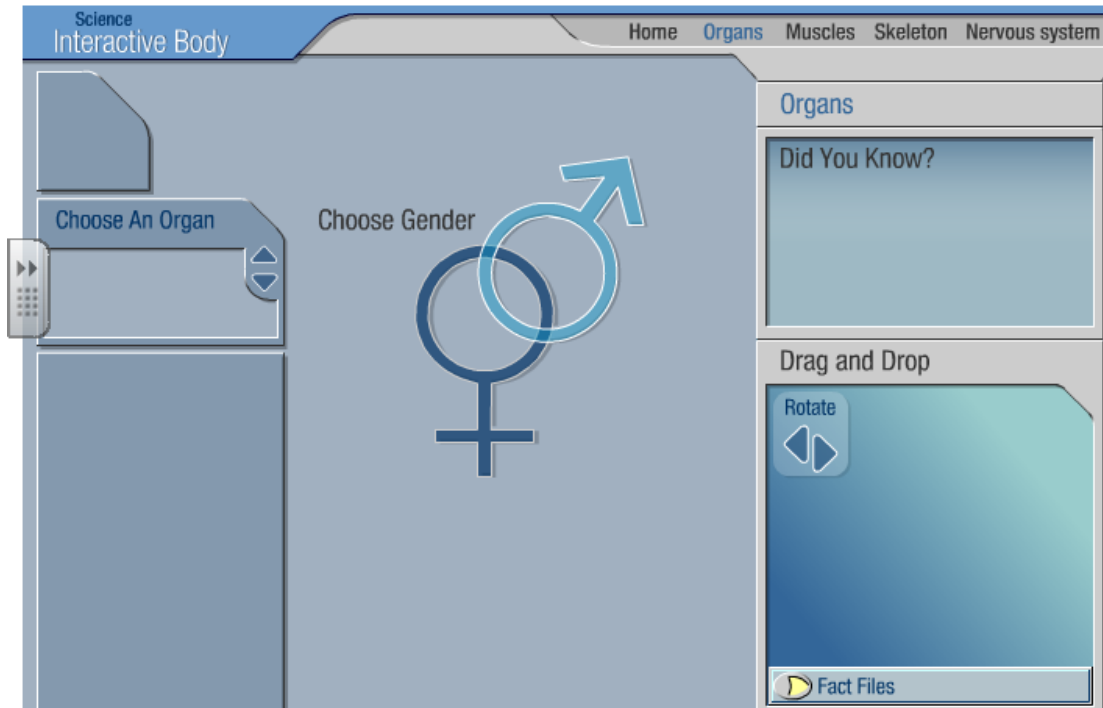 Science
Interactive Body
Home Organs Muscles Skeleton Nervous system
Choose An Organ
Choose Gender
Organs
Did You Know?
Drag and Drop
Rotate
Fact Files